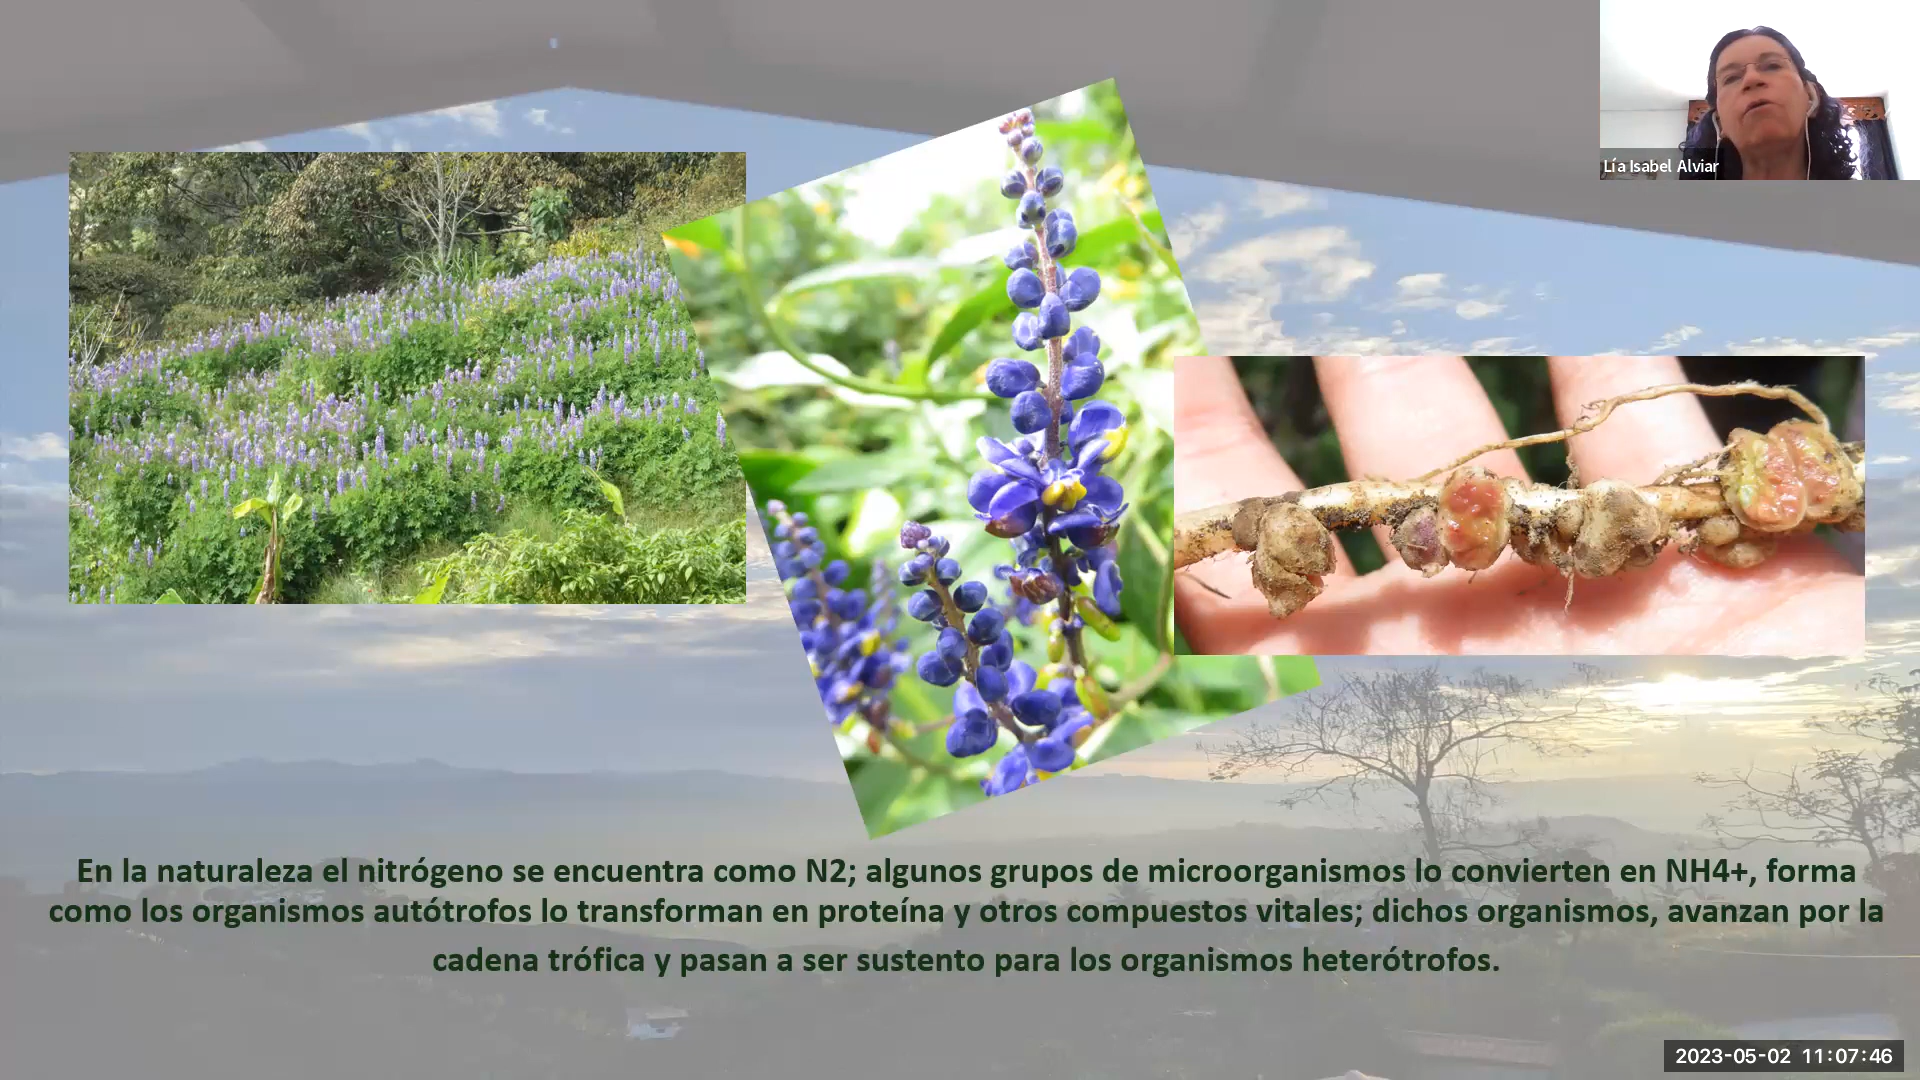 Lía Isabel Alviar
En la naturaleza el nitrógeno se encuentra como N2; algunos grupos de microorganismos lo convierten en NH4+, forma
como los organismos autótrofos lo transforman en proteína y otros compuestos vitales; dichos organismos, avanzan por la
cadena trófica y pasan a ser sustento para los organismos heterótrofos.
2023-05-02 11:07:46